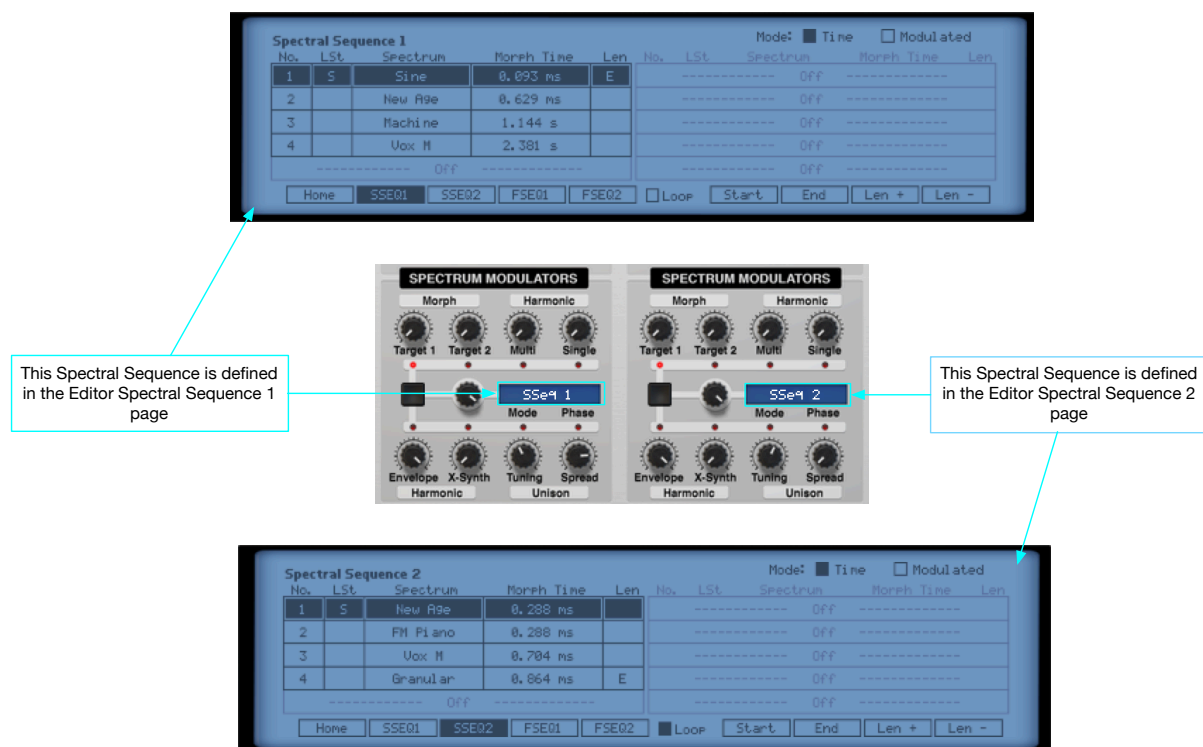 Spectral Sequence 1 Mode: Time Modulated
No. LSt Spectrum Morph Time Len No. LSt Spectrum Morph Time Len
1 S Sine 0.093 ms E ------------ Off -------------
2 New Age 0.629 ms ------------ Off -------------
3 Machine 1.144 s ------------ Off -------------
4 Vox M 2.381 s ------------ Off -------------
------------ Off ------------- ------------ Off -------------
Home SSEQ1 SSEQ2 FSEQ1 FSEQ2 Loop Start End Len + Len -
SPECTRUM MODULATORS
Morph Harmonic
Target 1 Target 2 Multi Single
SSeq 1
Mode Phase
Envelope X-Synth Tuning Spread
Harmonic Unison
SPECTRUM MODULATORS
Morph Harmonic
Target 1 Target 2 Multi Single
SSeq 2
Mode Phase
Envelope X-Synth Tuning Spread
Harmonic Unison
This Spectral Sequence is defined
in the Editor Spectral Sequence 1
page
This Spectral Sequence is defined
in the Editor Spectral Sequence 2
page
Spectral Sequence 2 Mode: Time Modulated
No. LSt Spectrum Morph Time Len No. LSt Spectrum Morph Time Len
1 S New Age 0.288 ms ------------ Off -------------
2 FM Piano 0.288 ms ------------ Off -------------
3 Vox M 0.704 ms ------------ Off -------------
4 Granular 0.864 ms E ------------ Off -------------
------------ Off ------------- ------------ Off -------------
Home SSEQ1 SSEQ2 FSEQ1 FSEQ2 Loop Start End Len + Len -